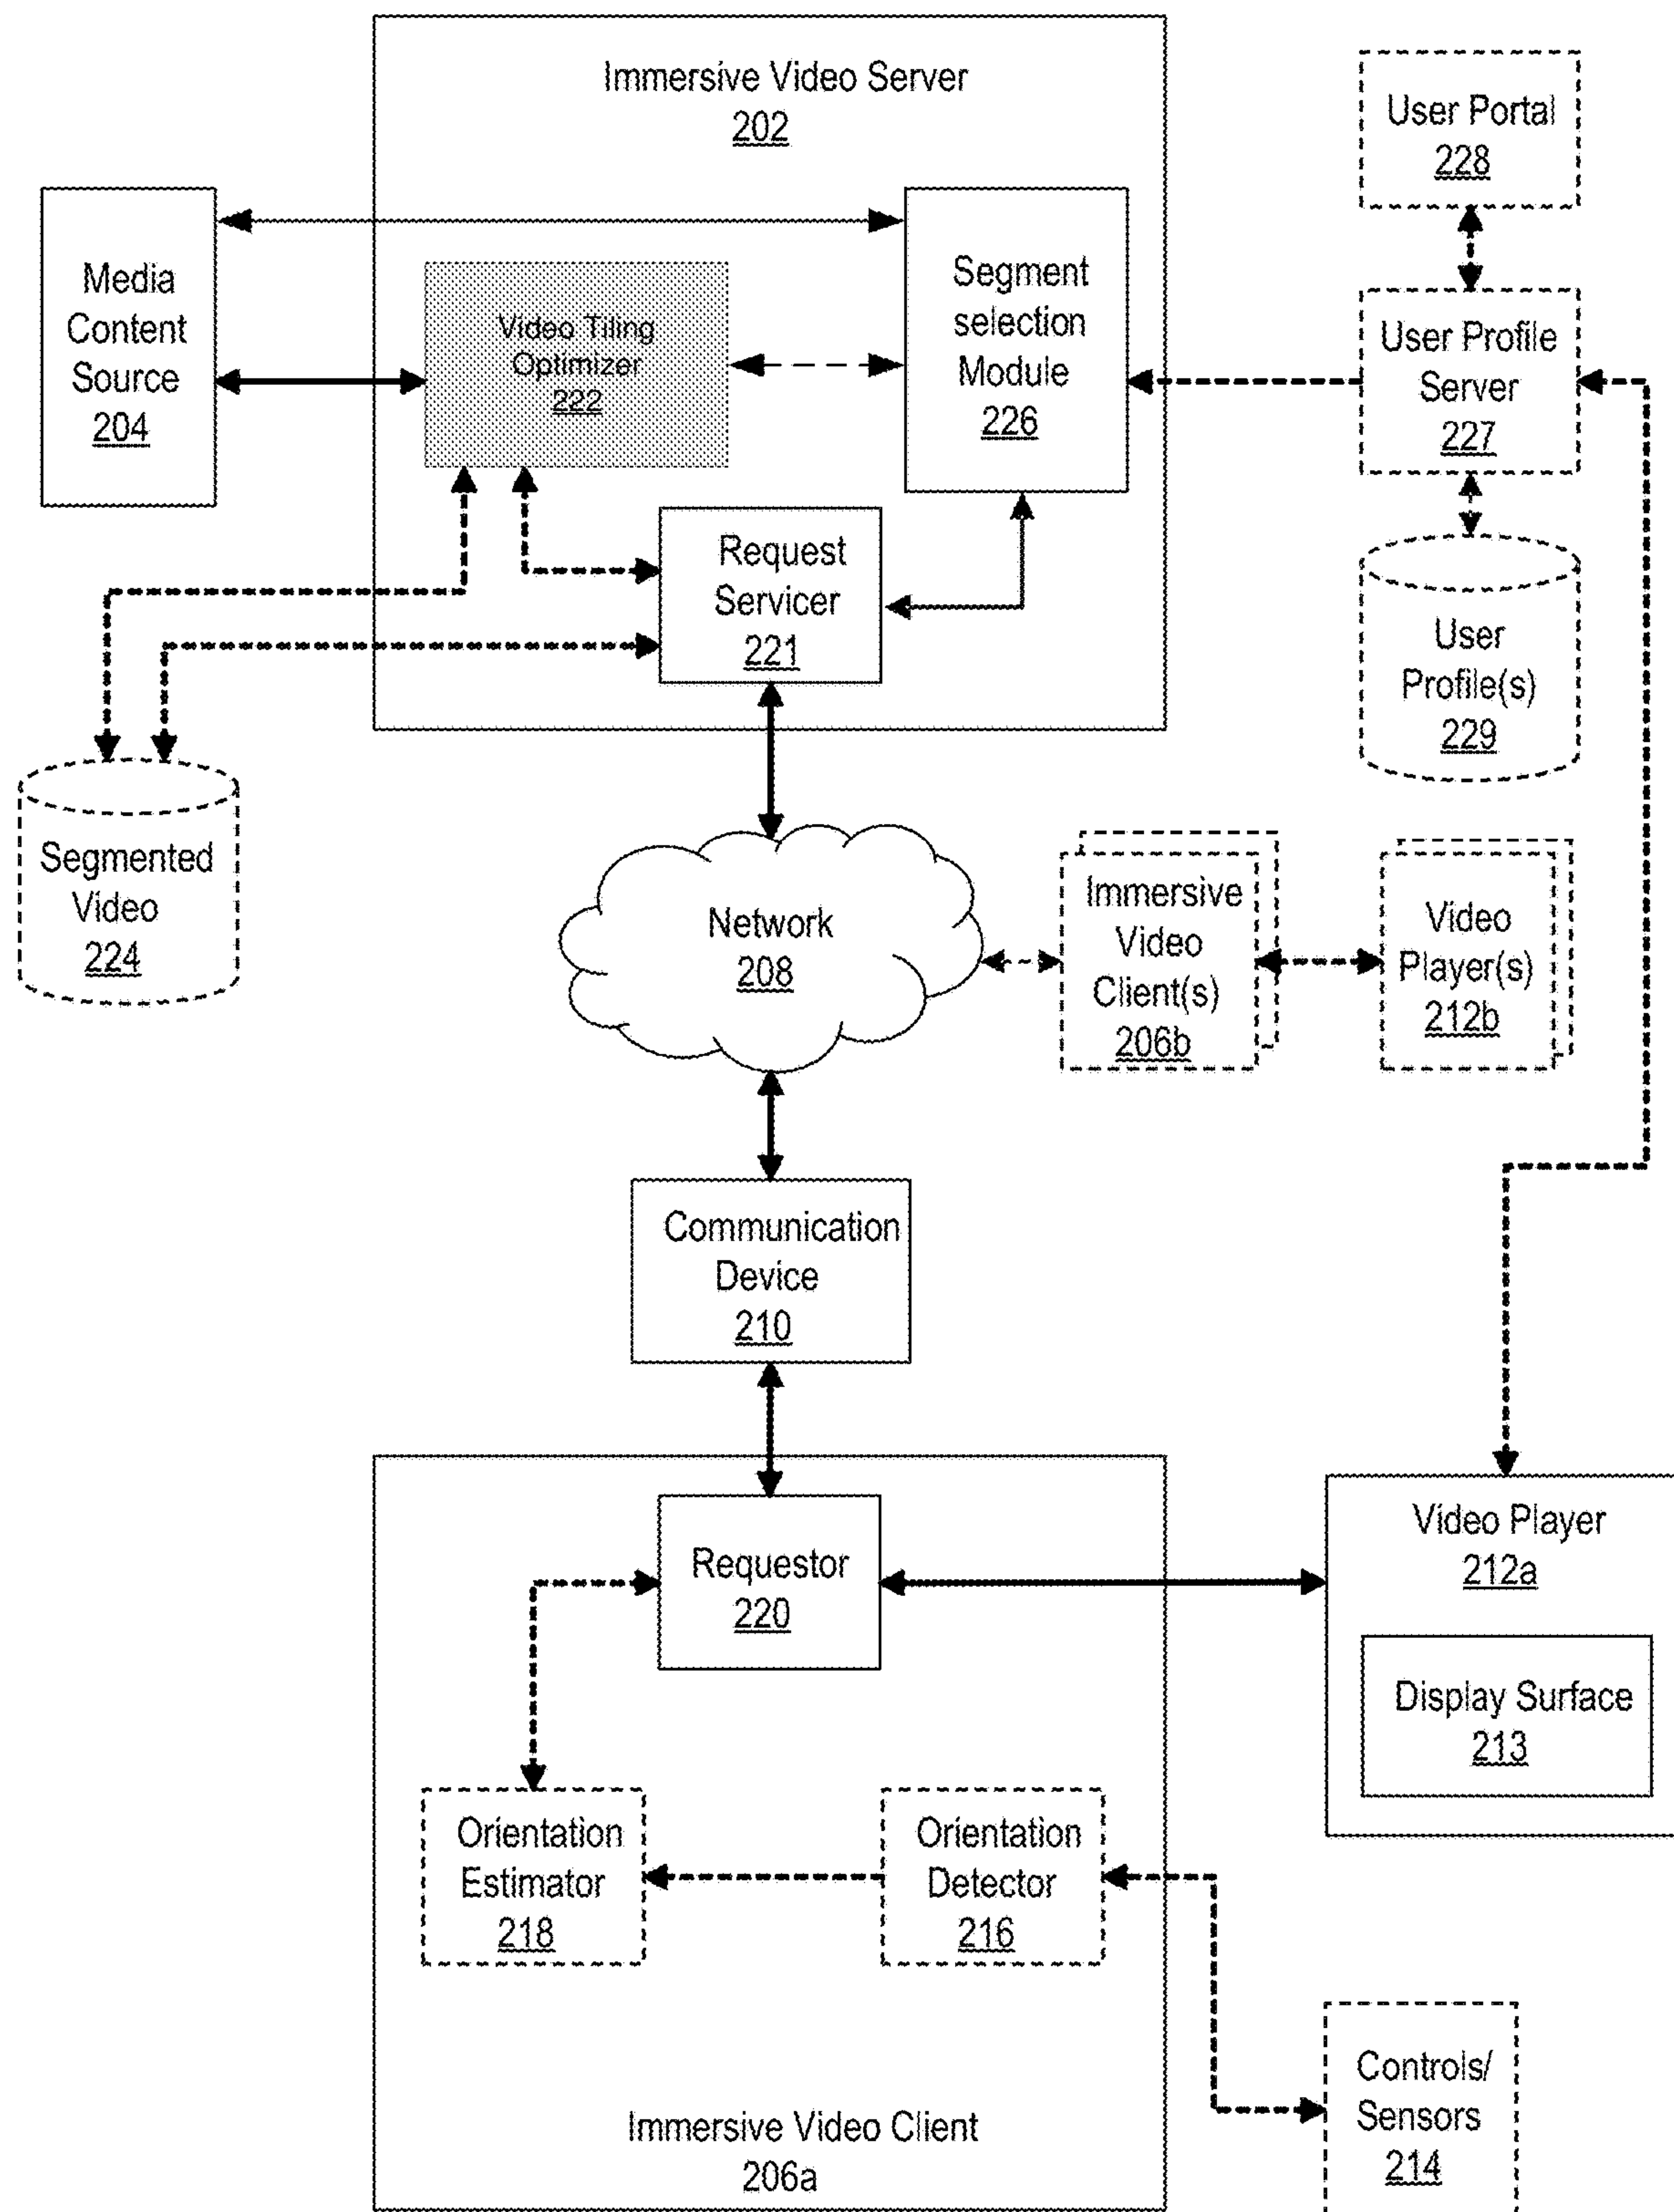 Immersive Video Server
202
User Portal
228
Media
Content
Source
204
Video Tiling
Optimizer
222
Segment
selection
Module
226
User Profile
Server
227
Request
Servicer
221
User
Profile(s)
229
Segmented
Video
224
Network
208
Immersive
Video
Client(s)
206b
Video
Player(s)
212b
Communication
Device
210
Requestor
220
Video Player
212a
Display Surface
213
Orientation
Estimator
218
Orientation
Detector
216
Controls/
Sensors
214
Immersive Video Client
206a